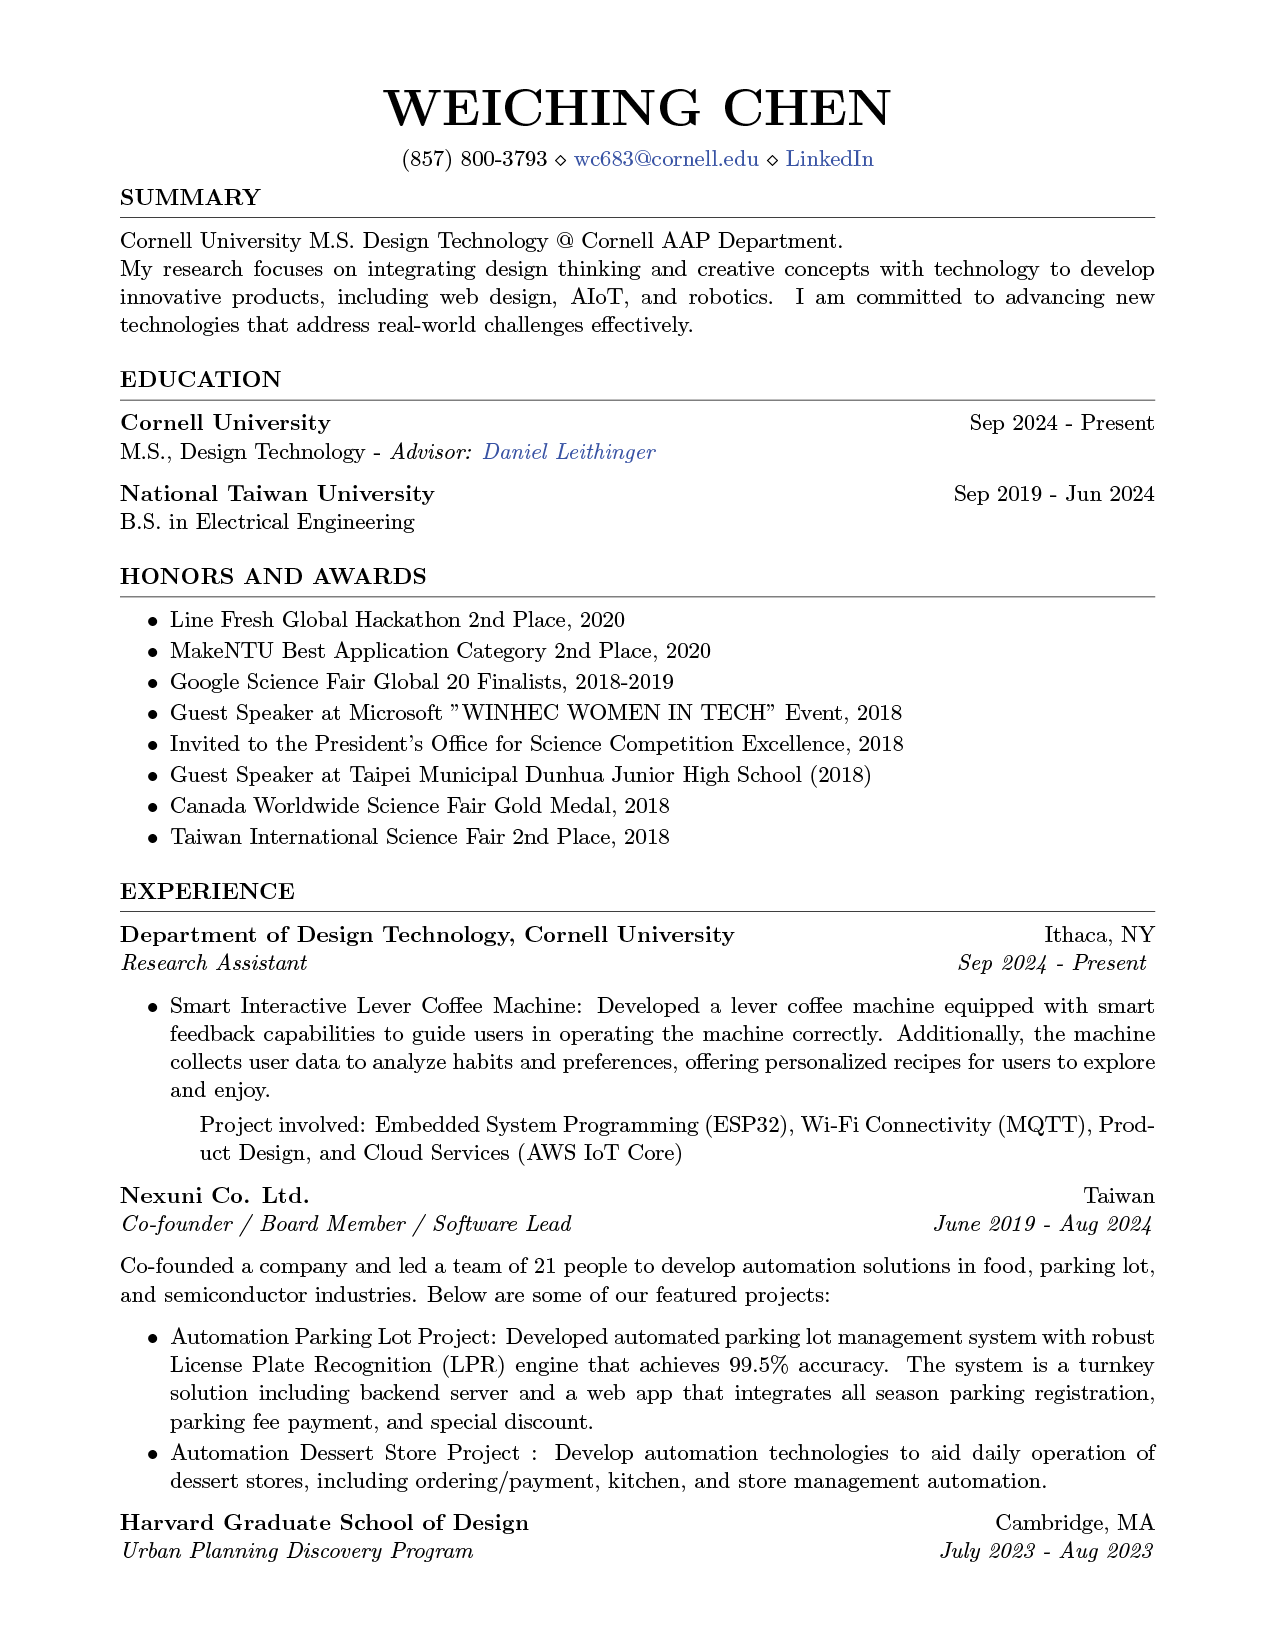 WEICHING CHEN
(857) 800-3793 ⋄ wc683@cornell.edu ⋄ LinkedIn
SUMMARY
Cornell University M.S. Design Technology @ Cornell AAP Department.
My research focuses on integrating design thinking and creative concepts with technology to develop
innovative products, including web design, AIoT, and robotics. I am committed to advancing new
technologies that address real-world challenges effectively.
EDUCATION
Cornell University Sep 2024 - Present
M.S., Design Technology - Advisor: Daniel Leithinger
National Taiwan University Sep 2019 - Jun 2024
B.S. in Electrical Engineering
HONORS AND AWARDS
• Line Fresh Global Hackathon 2nd Place, 2020
• MakeNTU Best Application Category 2nd Place, 2020
• Google Science Fair Global 20 Finalists, 2018-2019
• Guest Speaker at Microsoft ”WINHEC WOMEN IN TECH” Event, 2018
• Invited to the President’s Office for Science Competition Excellence, 2018
• Guest Speaker at Taipei Municipal Dunhua Junior High School (2018)
• Canada Worldwide Science Fair Gold Medal, 2018
• Taiwan International Science Fair 2nd Place, 2018
EXPERIENCE
Department of Design Technology, Cornell University Ithaca, NY
Research Assistant Sep 2024 - Present
• Smart Interactive Lever Coffee Machine: Developed a lever coffee machine equipped with smart
feedback capabilities to guide users in operating the machine correctly. Additionally, the machine
collects user data to analyze habits and preferences, offering personalized recipes for users to explore
and enjoy.
Project involved: Embedded System Programming (ESP32), Wi-Fi Connectivity (MQTT), Prod-
uct Design, and Cloud Services (AWS IoT Core)
Nexuni Co. Ltd. Taiwan
Co-founder / Board Member / Software Lead June 2019 - Aug 2024
Co-founded a company and led a team of 21 people to develop automation solutions in food, parking lot,
and semiconductor industries. Below are some of our featured projects:
• Automation Parking Lot Project: Developed automated parking lot management system with robust
License Plate Recognition (LPR) engine that achieves 99.5% accuracy. The system is a turnkey
solution including backend server and a web app that integrates all season parking registration,
parking fee payment, and special discount.
• Automation Dessert Store Project : Develop automation technologies to aid daily operation of
dessert stores, including ordering/payment, kitchen, and store management automation.
Harvard Graduate School of Design Cambridge, MA
Urban Planning Discovery Program July 2023 - Aug 2023